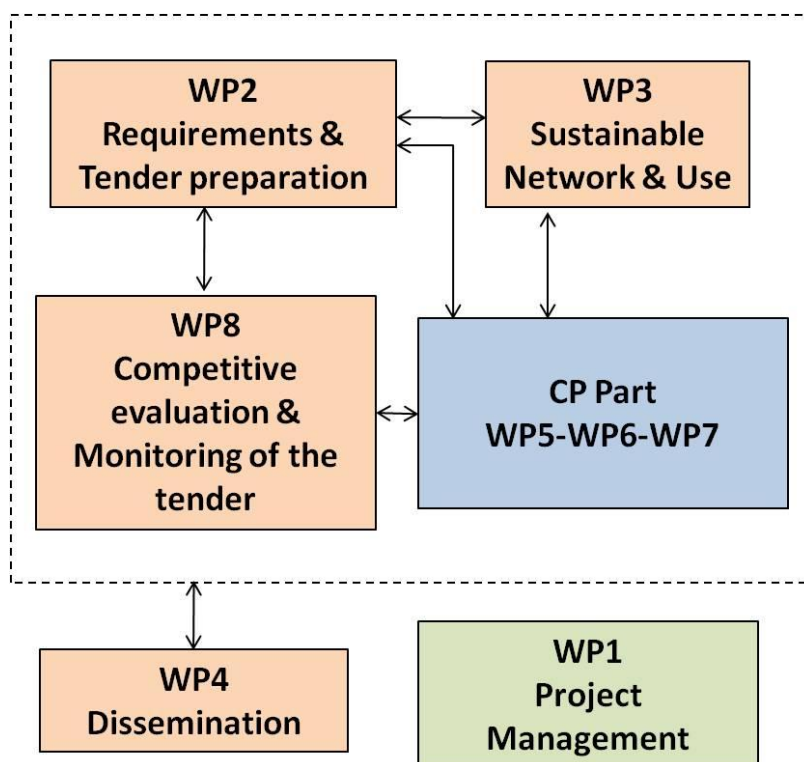 WP2
Requirements &
Tender preparation
WP3
Sustainable
Network & Use
WP8
Competitive
evaluation &
Monitoring of the
tender
CP Part
WP5-WP6-WP7
WP4
Dissemination
WP1
Project
Management